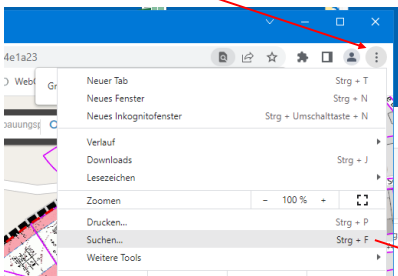 4e1a23
Gr
Neuer Tab Strg + T
Neues Fenster Strg + N
Neues Inkognitofenster Strg + Umschalttaste + N
Verlauf
Downloads Strg + J
Lesezeichen
Zoomen - 100 % +
Drucken... Strg + P
Suchen... Strg + F
Weitere Tools